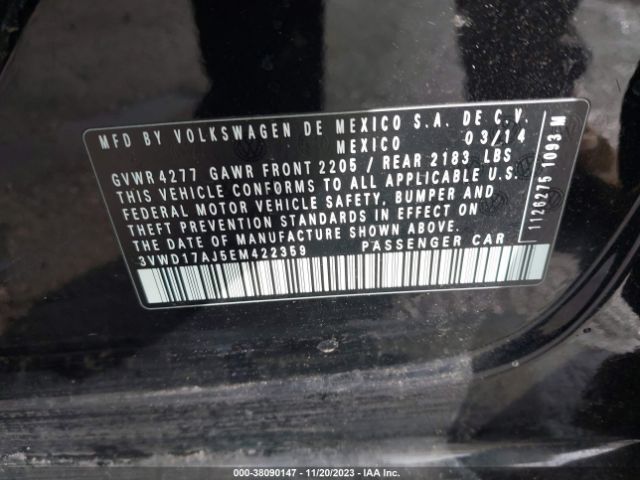 MFD BY VOLKSWAGEN DE MEXICO S.A. DE C.V.
MEXICO 03/14
GVWR 4277 GAWR FRONT 2205 / REAR 2183 LBS
THIS VEHICLE CONFORMS TO ALL APPLICABLE U.S.
FEDERAL MOTOR VEHICLE SAFETY, BUMPER AND
THEFT PREVENTION STANDARDS IN EFFECT ON
THE DATE OF MANUFACTURE SHOWN ABOVE.
3VWD17AJ5EM422359 PASSENGER CAR
1126275 1093 M
000-38090147 - 11/20/2023 - IAA Inc.